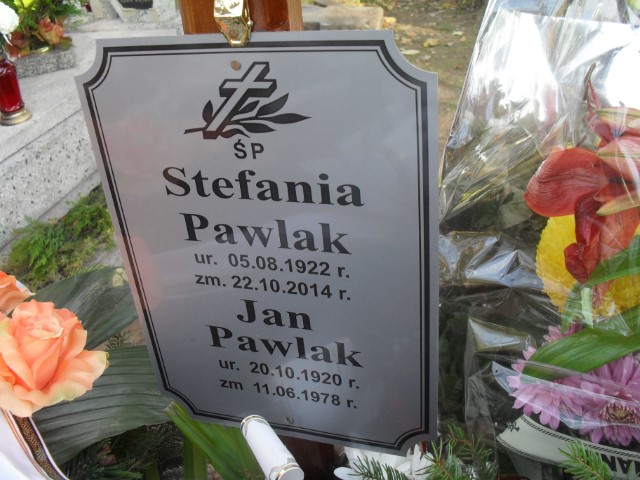 ŚP
Stefania
Pawlak
ur. 05.08.1922 r.
zm. 22.10.2014 r.
Jan
Pawlak
ur. 20.10.1920 r.
zm 11.06.1978 r.